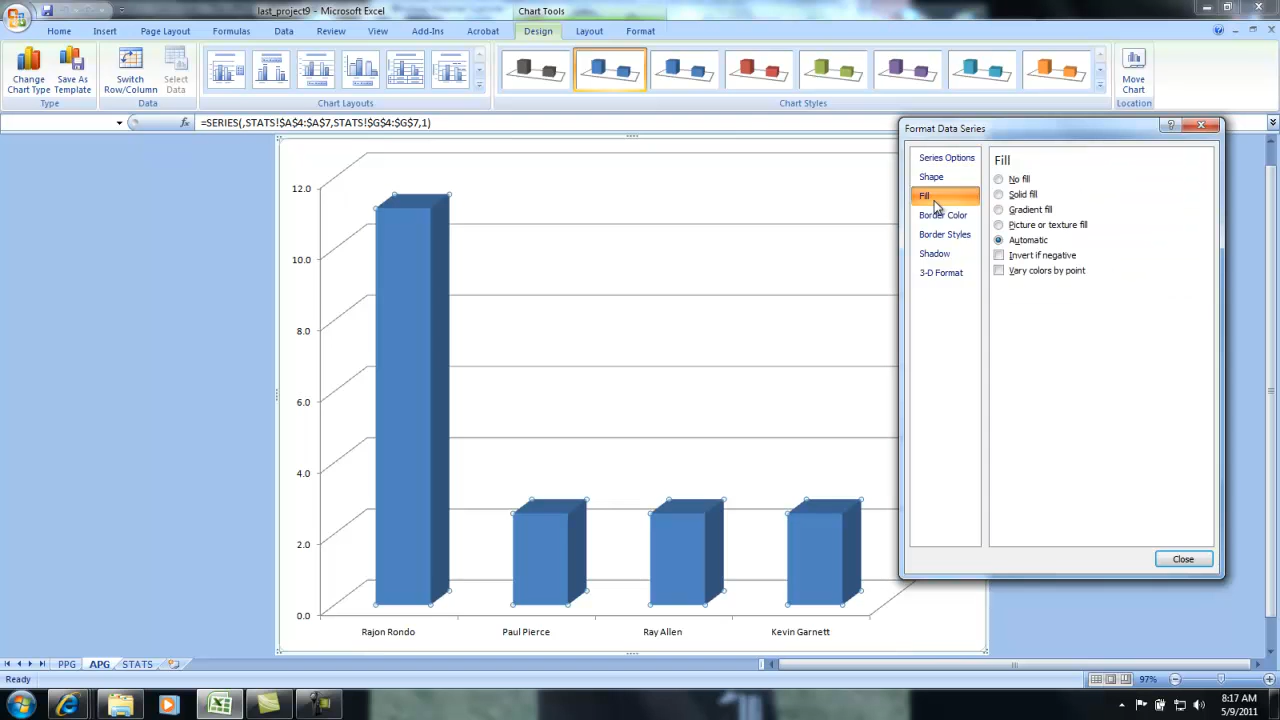 last_project9 - Microsoft Excel
Chart Tools
Home Insert Page Layout Formulas Data Review View Add-Ins Acrobat Design Layout Format
Change Chart Type
Save As Template
Switch Row/Column
Select Data
Move Chart
Type Data Chart Layouts Chart Styles Location
=SERIES(,STATS!$A$4:$A$7,STATS!$G$4:$G$7,1)
12.0
10.0
8.0
6.0
4.0
2.0
0.0
Rajon Rondo Paul Pierce Ray Allen Kevin Garnett
Format Data Series
Series Options
Shape
Fill
Border Color
Border Styles
Shadow
3-D Format
Fill
No fill
Solid fill
Gradient fill
Picture or texture fill
Automatic
Invert if negative
Vary colors by point
Close
PPG APG STATS
Ready
97%
8:17 AM
5/9/2011